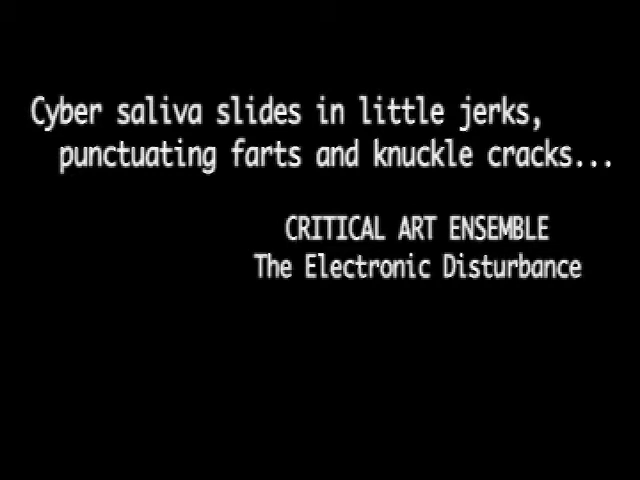 Cyber saliva slides in little jerks,
punctuating farts and knuckle cracks...
CRITICAL ART ENSEMBLE
The Electronic Disturbance